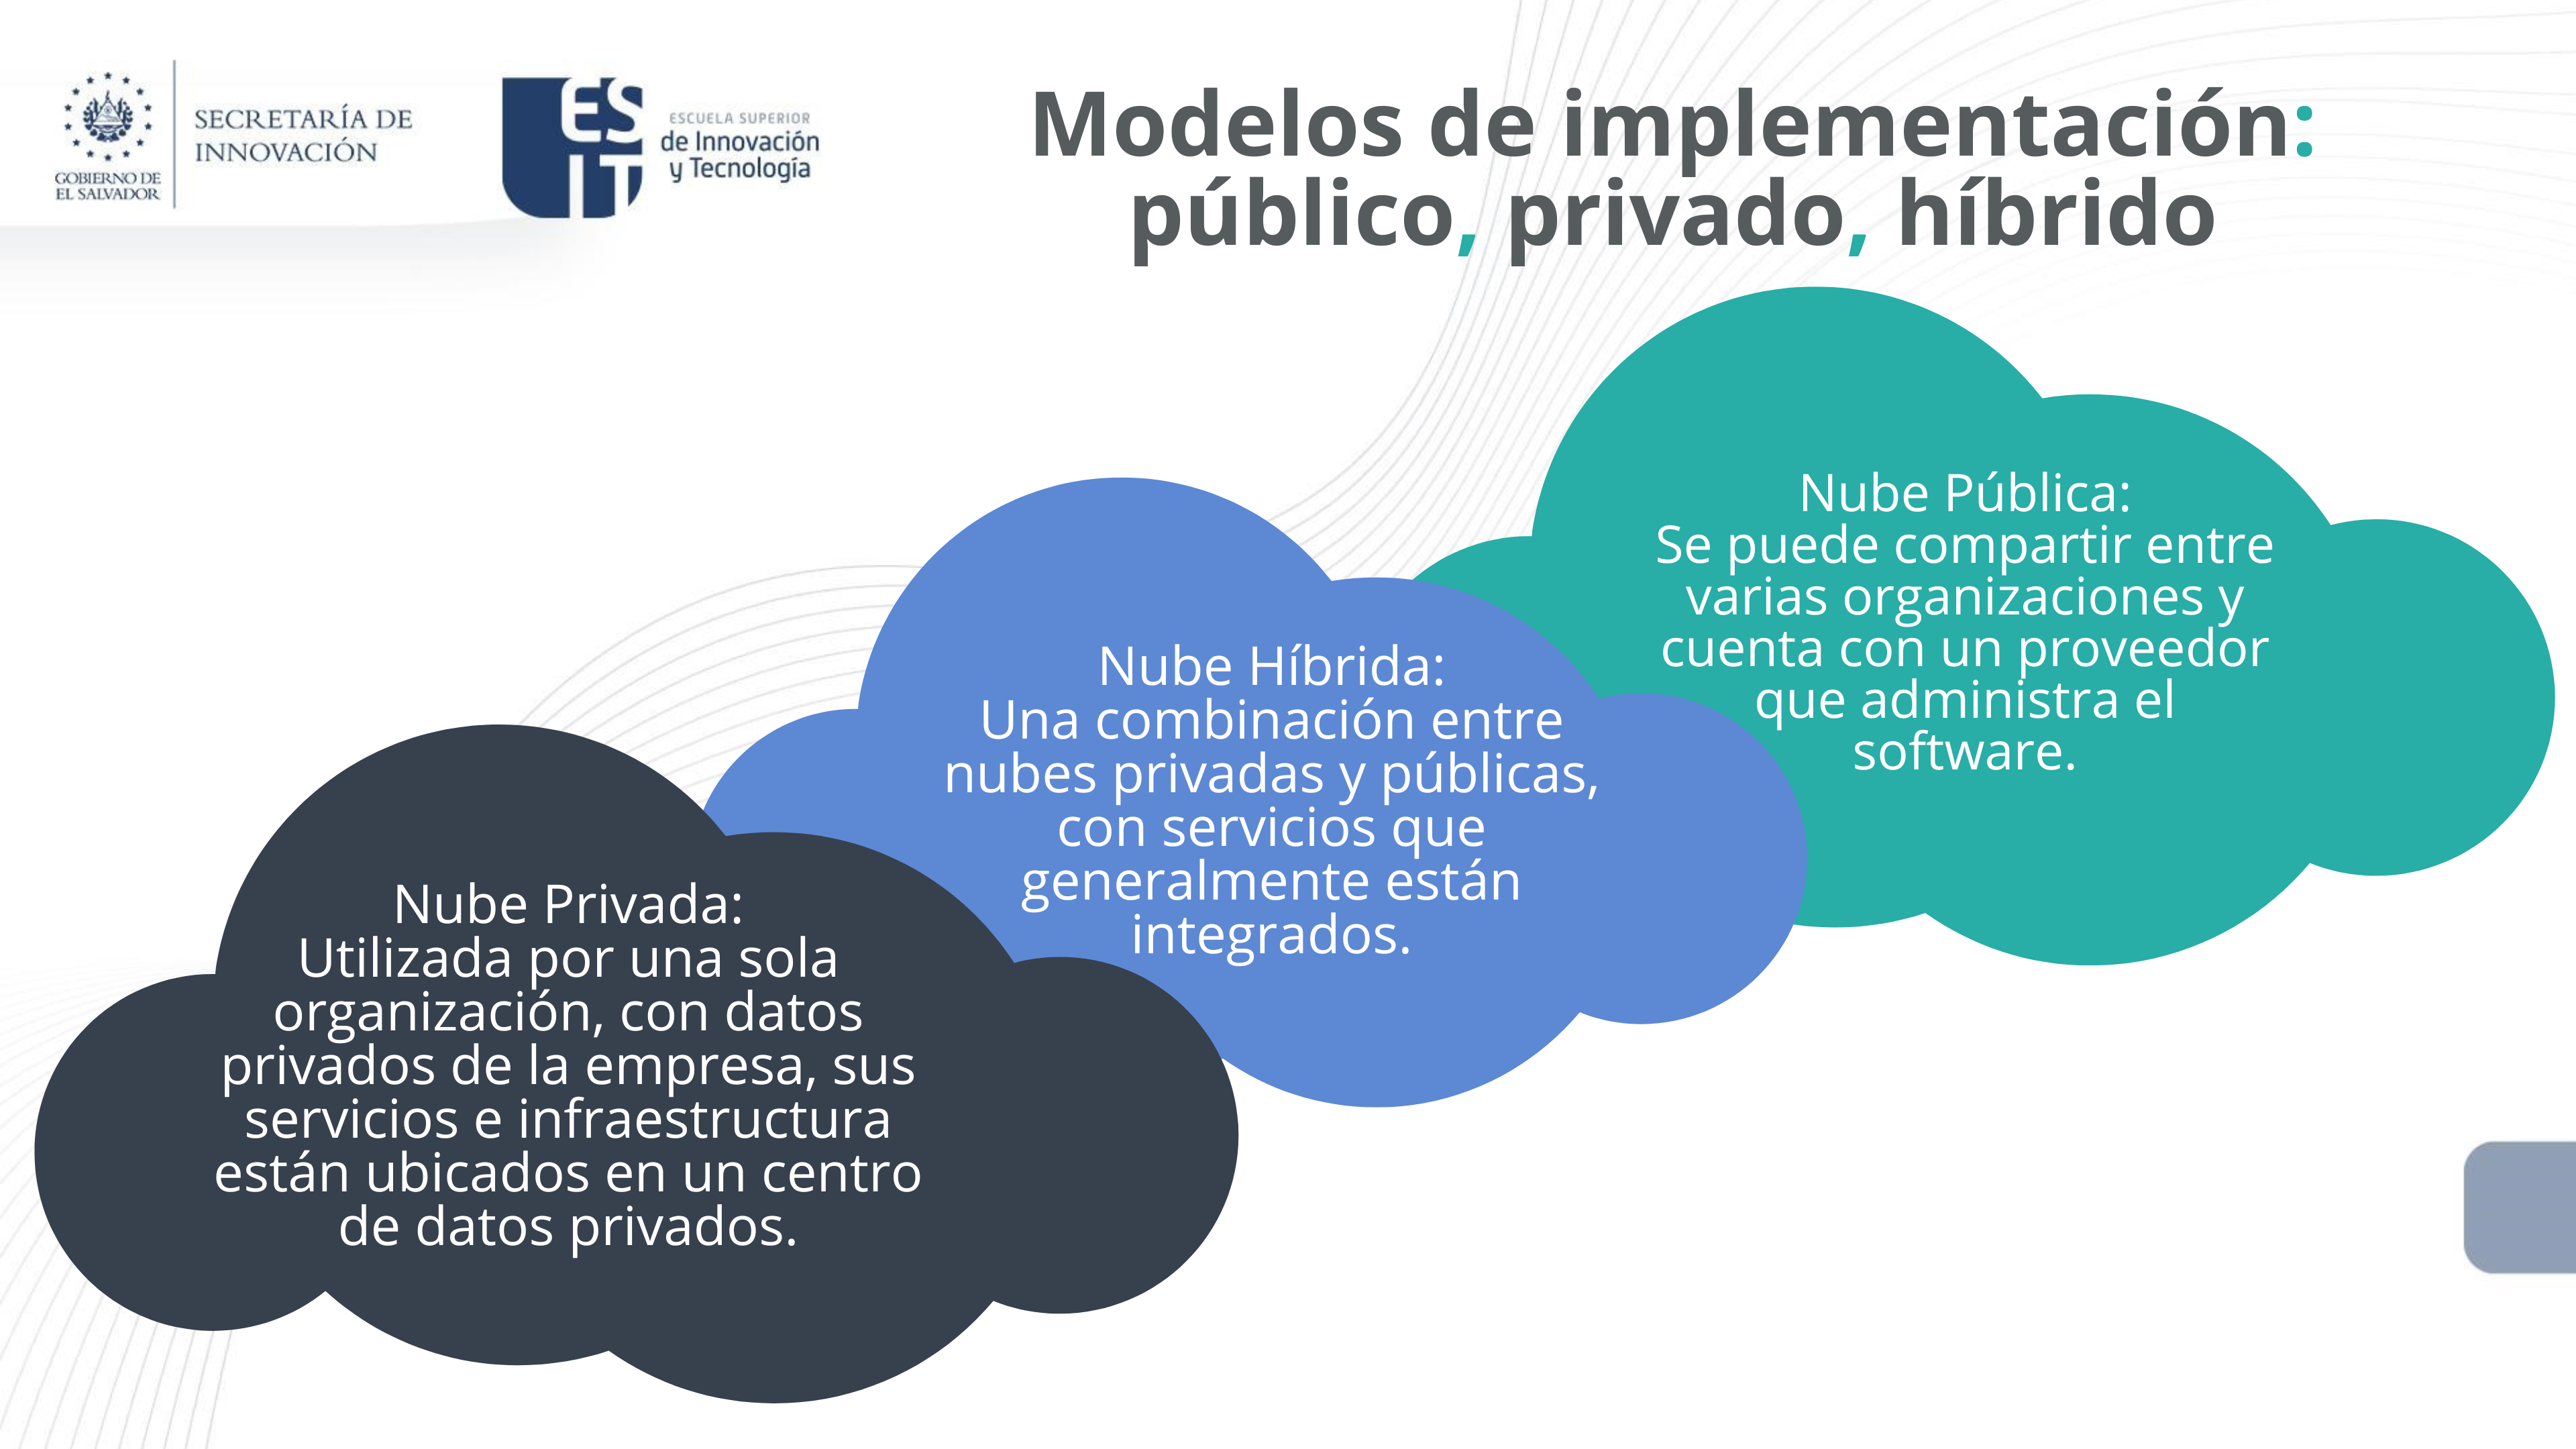 GOBIERNO DE
EL SALVADOR
SECRETARÍA DE
INNOVACIÓN
ES
IT
ESCUELA SUPERIOR
de Innovación
y Tecnología
Modelos de implementación:
público, privado, híbrido
Nube Pública:
Se puede compartir entre
varias organizaciones y
cuenta con un proveedor
que administra el
software.
Nube Híbrida:
Una combinación entre
nubes privadas y públicas,
con servicios que
generalmente están
integrados.
Nube Privada:
Utilizada por una sola
organización, con datos
privados de la empresa, sus
servicios e infraestructura
están ubicados en un centro
de datos privados.